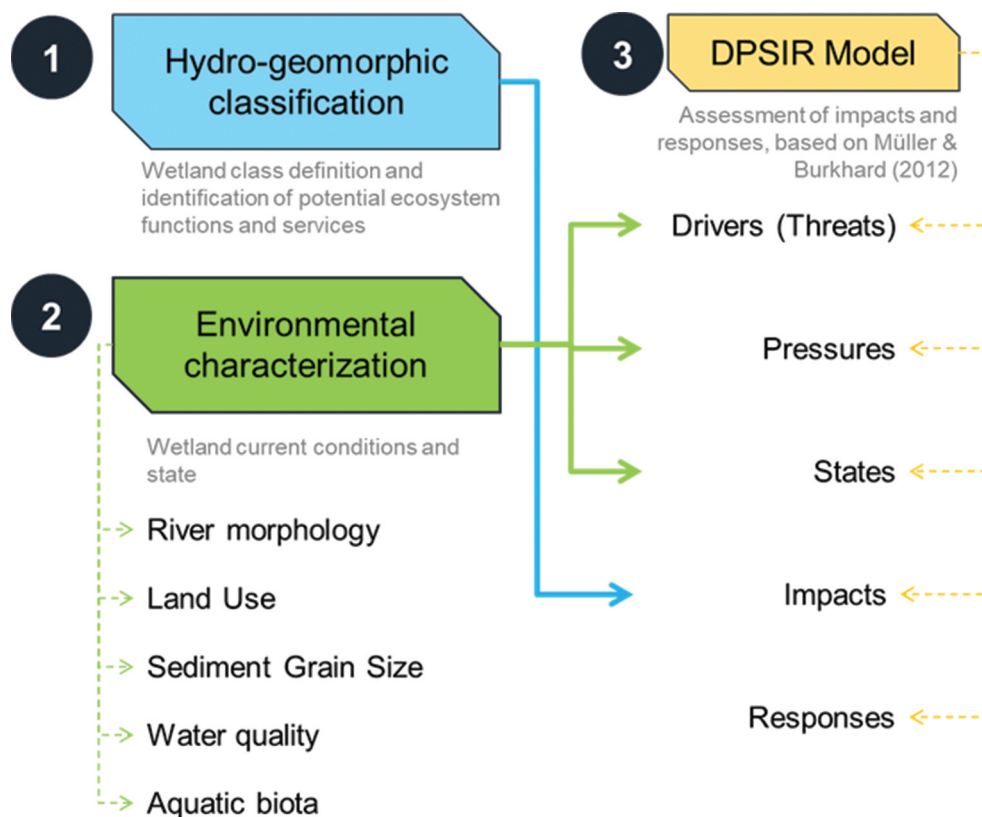 1
Hydro-geomorphic
classification
Wetland class definition and
identification of potential ecosystem
functions and services
2
Environmental
characterization
Wetland current conditions and
state
River morphology
Land Use
Sediment Grain Size
Water quality
Aquatic biota
3
DPSIR Model
Assessment of impacts and
responses, based on Müller &
Burkhard (2012)
Drivers (Threats)
Pressures
States
Impacts
Responses